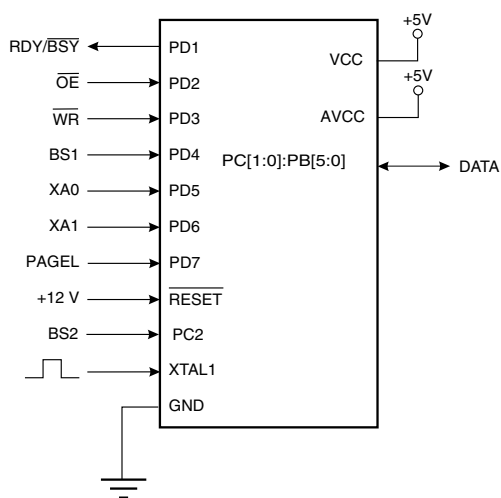 +5V
RDY/BSY PD1
VCC
OE PD2
+5V
WR PD3
AVCC
BS1 PD4
PC[1:0]:PB[5:0] DATA
XA0 PD5
XA1 PD6
PAGEL PD7
+12 V RESET
BS2 PC2
XTAL1
GND